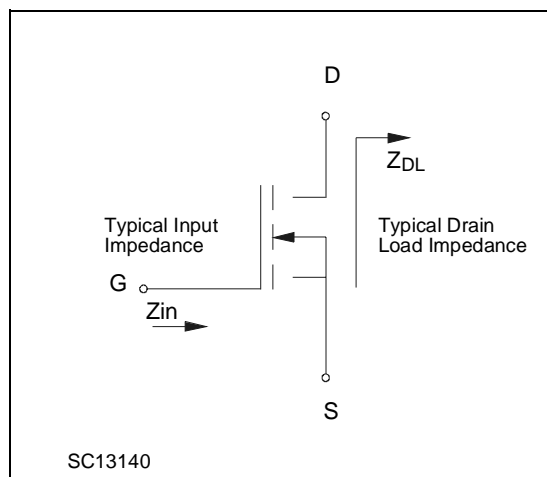 D
Z_DL
Typical Input
Impedance
Typical Drain
Load Impedance
G
Zin
S
SC13140